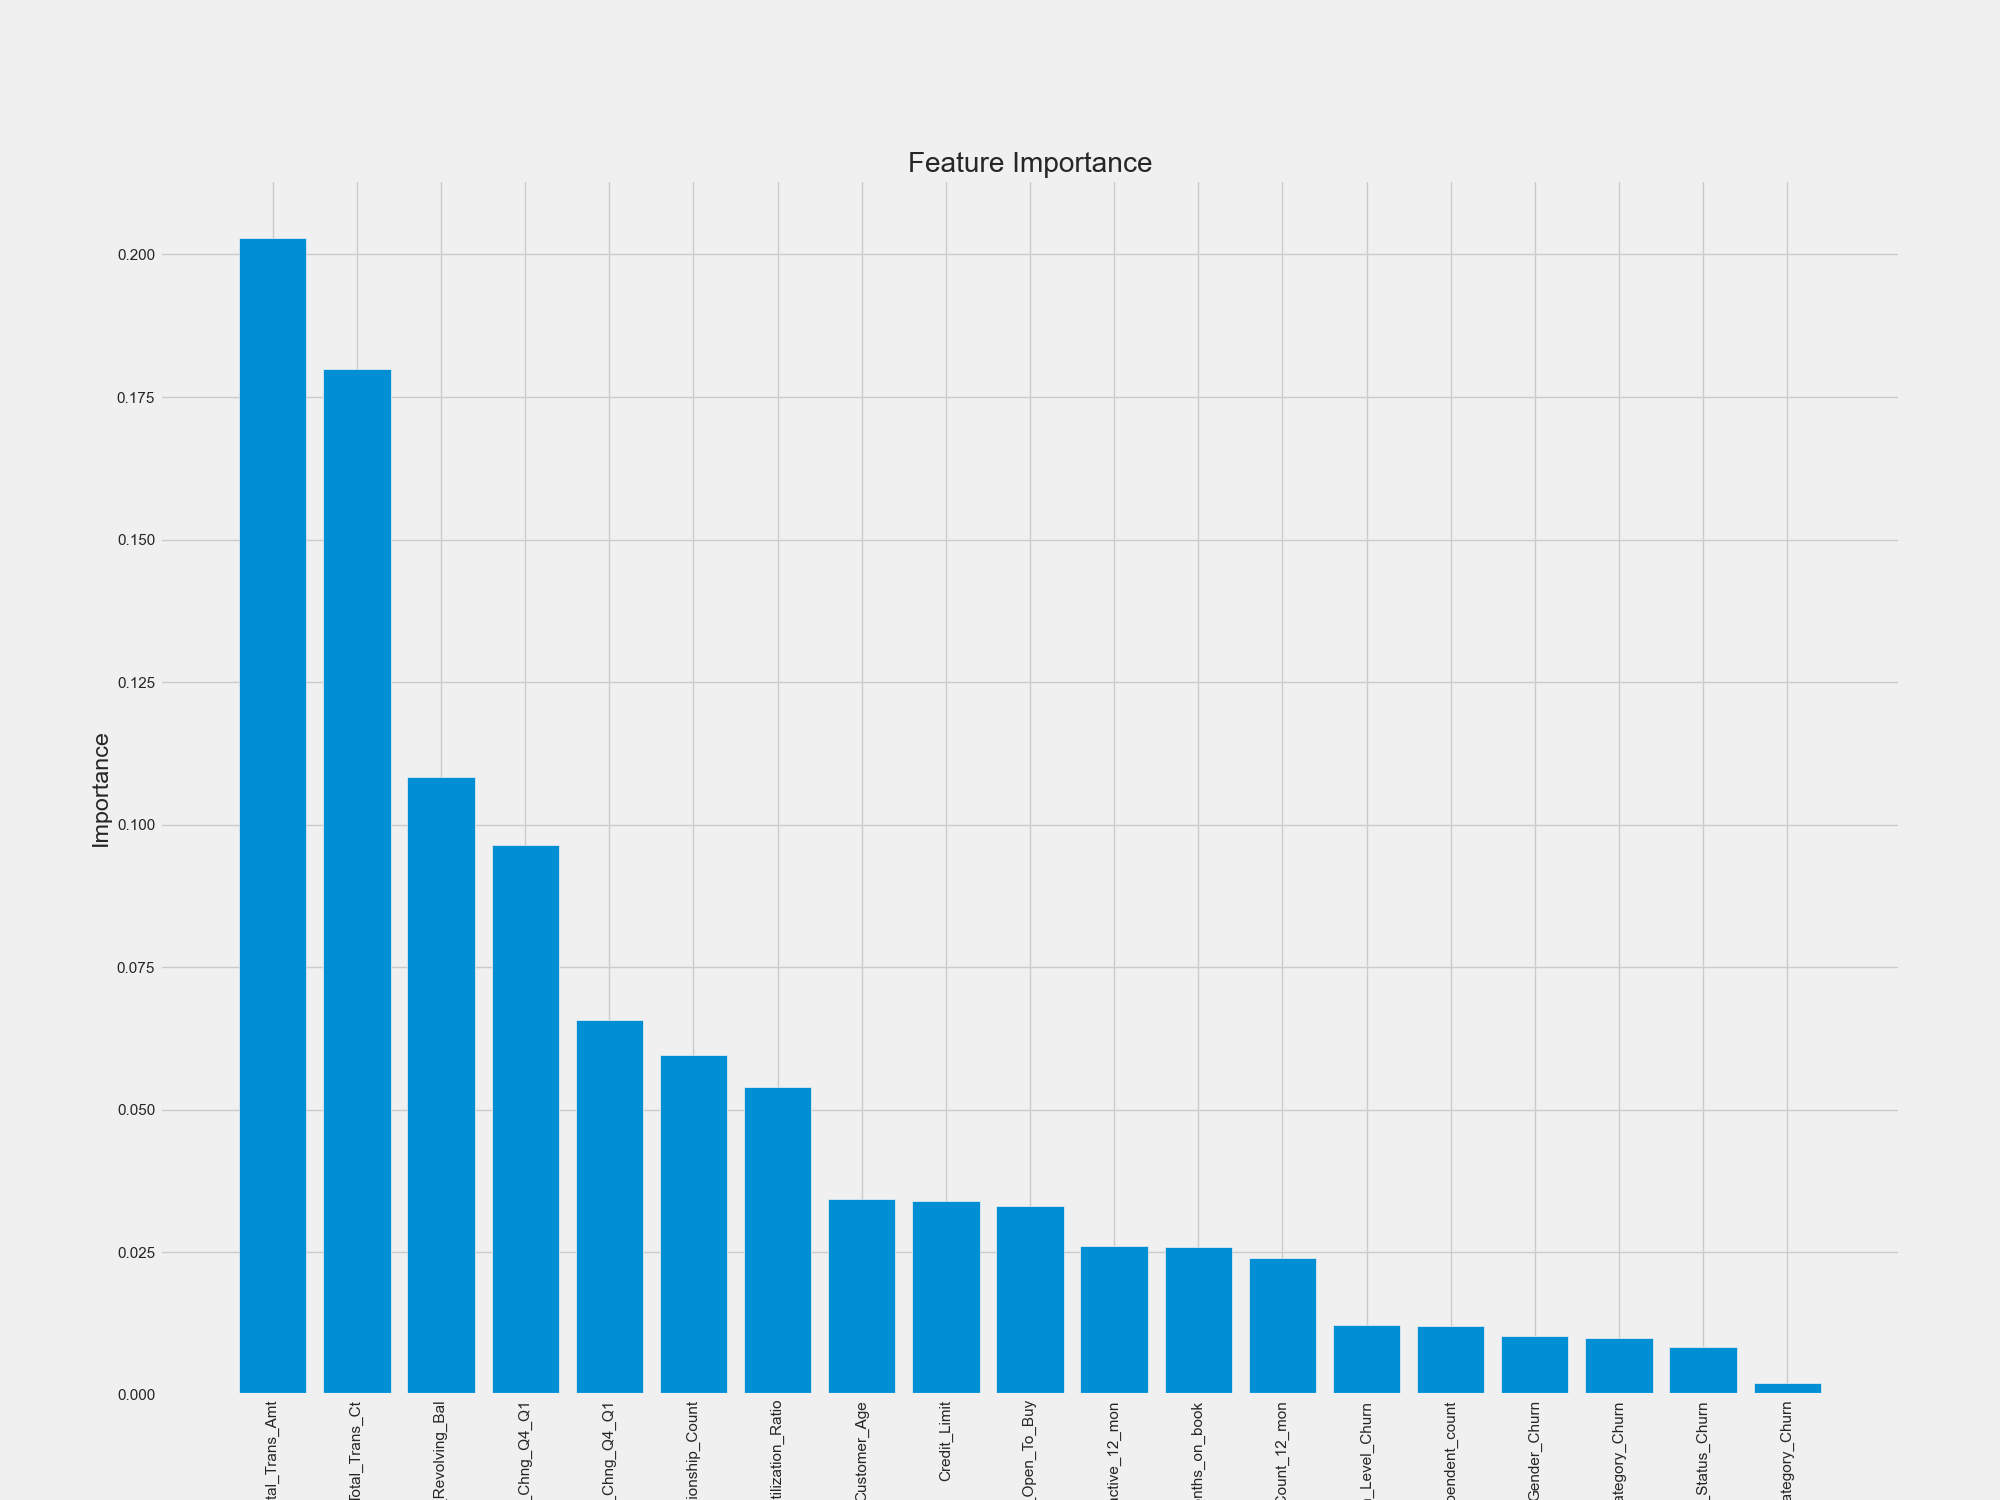 Feature Importance
Importance
0.200
0.175
0.150
0.125
0.100
0.075
0.050
0.025
0.000
tal_Trans_Amt
Total_Trans_Ct
_Revolving_Bal
_Chng_Q4_Q1
_Chng_Q4_Q1
ionship_Count
tilization_Ratio
Customer_Age
Credit_Limit
_Open_To_Buy
active_12_mon
nths_on_book
Count_12_mon
n_Level_Churn
pendent_count
Gender_Churn
ategory_Churn
_Status_Churn
ategory_Churn